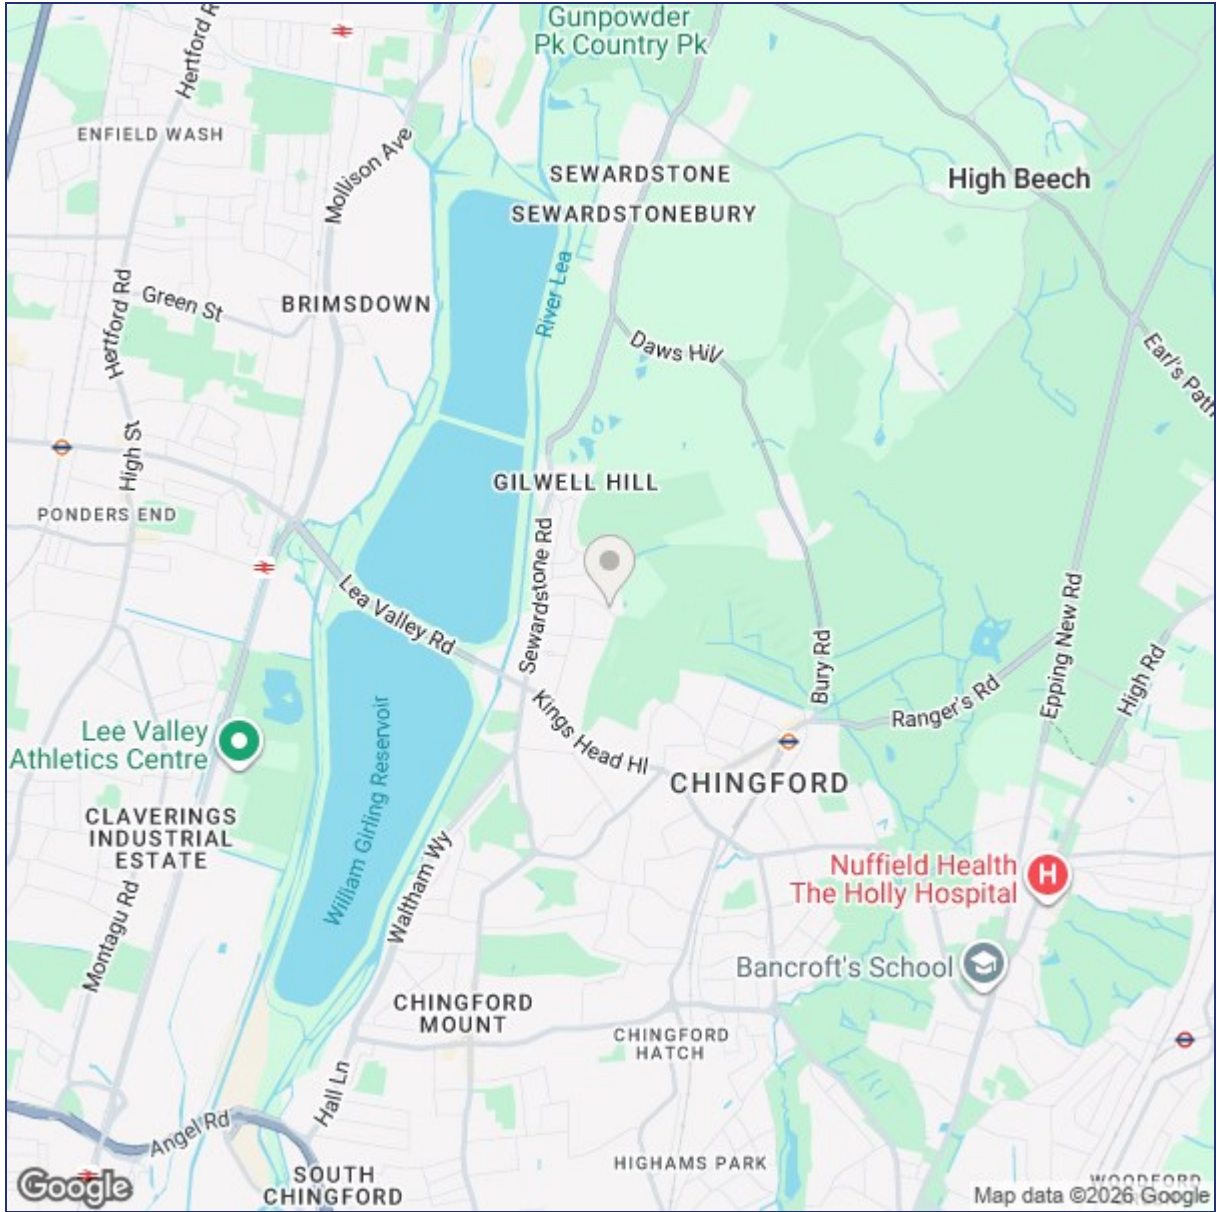 Gunpowder
Pk Country Pk
Hertford R
ENFIELD WASH
Mollison Ave
SEWARDSTONE
SEWARDSTONEBURY
High Beech
River Lea
Hertford Rd
Green St
BRIMSDOWN
Daws Hil
Earl's Path
High St
GILWELL HILL
PONDERS END
Sewardstone Rd
Lea Valley Rd
Bury Rd
Epping New Rd
High Rd
Ranger's Rd
Kings Head Hl
Lee Valley
Athletics Centre
William Girling Reservoir
CHINGFORD
CLAVERINGS
INDUSTRIAL
ESTATE
Waltham Wy
Nuffield Health
The Holly Hospital
H
Montagu Rd
Bancroft's School
CHINGFORD
MOUNT
CHINGFORD
HATCH
Hall Ln
Angel Rd
SOUTH
CHINGFORD
HIGHAMS PARK
WOODFORD
Google
Map data ©2026 Google